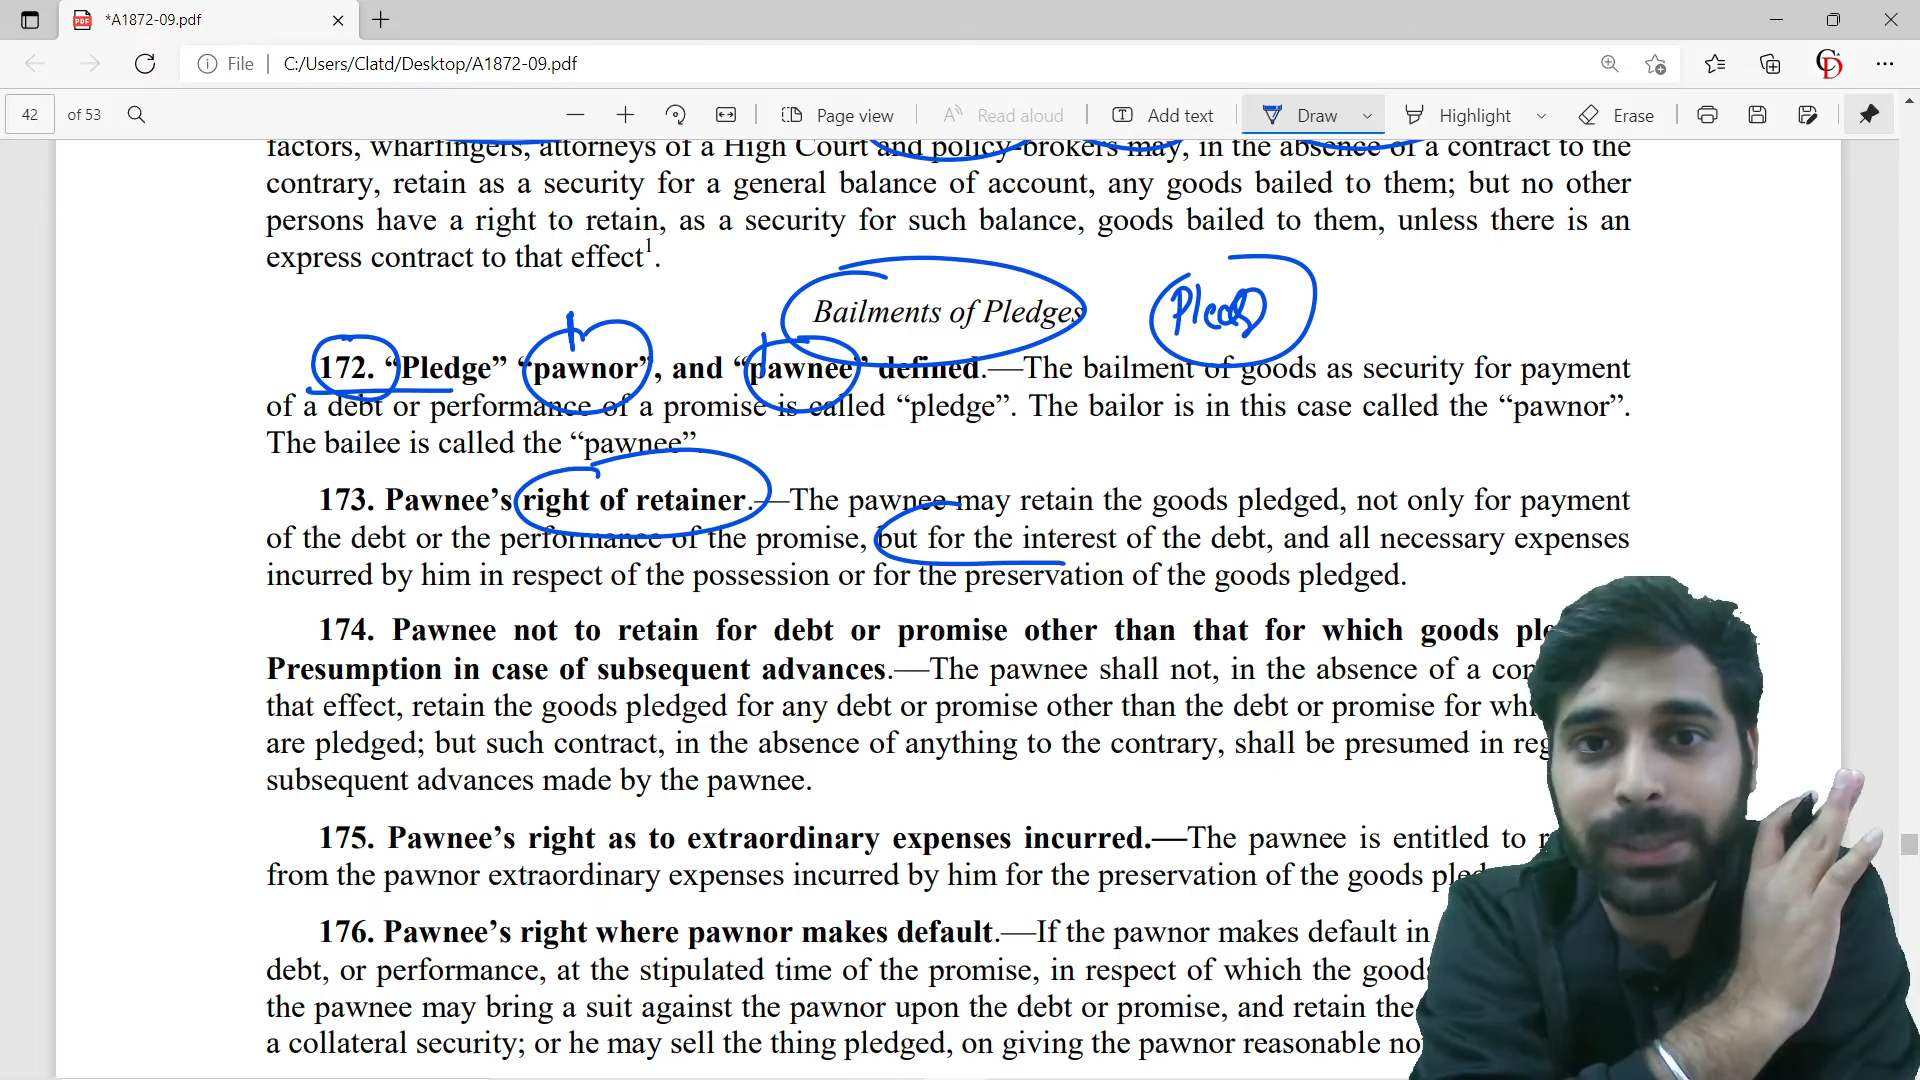 *A1872-09.pdf
File
C:/Users/Clatd/Desktop/A1872-09.pdf
42 of 53
Page view
Read aloud
Add text
Draw
Highlight
Erase
factors, wharfingers, attorneys of a High Court and policy-brokers may, in the absence of a contract to the
contrary, retain as a security for a general balance of account, any goods bailed to them; but no other
persons have a right to retain, as a security for such balance, goods bailed to them, unless there is an
express contract to that effect1.
Bailments of Pledges
172. “Pledge” “pawnor”, and “pawnee” defined.—The bailment of goods as security for payment
of a debt or performance of a promise is called “pledge”. The bailor is in this case called the “pawnor”.
The bailee is called the “pawnee”
173. Pawnee’s right of retainer.—The pawnee may retain the goods pledged, not only for payment
of the debt or the performance of the promise, but for the interest of the debt, and all necessary expenses
incurred by him in respect of the possession or for the preservation of the goods pledged.
174. Pawnee not to retain for debt or promise other than that for which goods
Presumption in case of subsequent advances.—The pawnee shall not, in the absence of a
that effect, retain the goods pledged for any debt or promise other than the debt or promise for
are pledged; but such contract, in the absence of anything to the contrary, shall be presumed in
subsequent advances made by the pawnee.
175. Pawnee’s right as to extraordinary expenses incurred.—The pawnee is entitled to
from the pawnor extraordinary expenses incurred by him for the preservation of the goods
176. Pawnee’s right where pawnor makes default.—If the pawnor makes default in
debt, or performance, at the stipulated time of the promise, in respect of which the
the pawnee may bring a suit against the pawnor upon the debt or promise, and retain the
a collateral security; or he may sell the thing pledged, on giving the pawnor reasonable